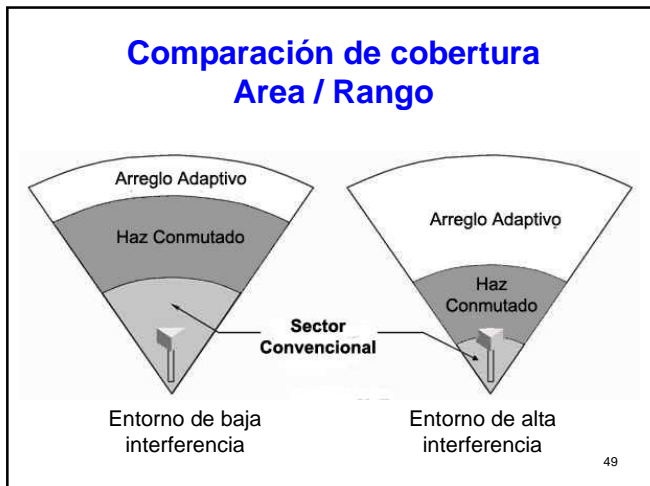 Comparación de cobertura
Area / Rango
Arreglo Adaptivo
Haz Conmutado
Arreglo Adaptivo
Haz
Conmutado
Sector
Convencional
Entorno de baja
interferencia
Entorno de alta
interferencia
49